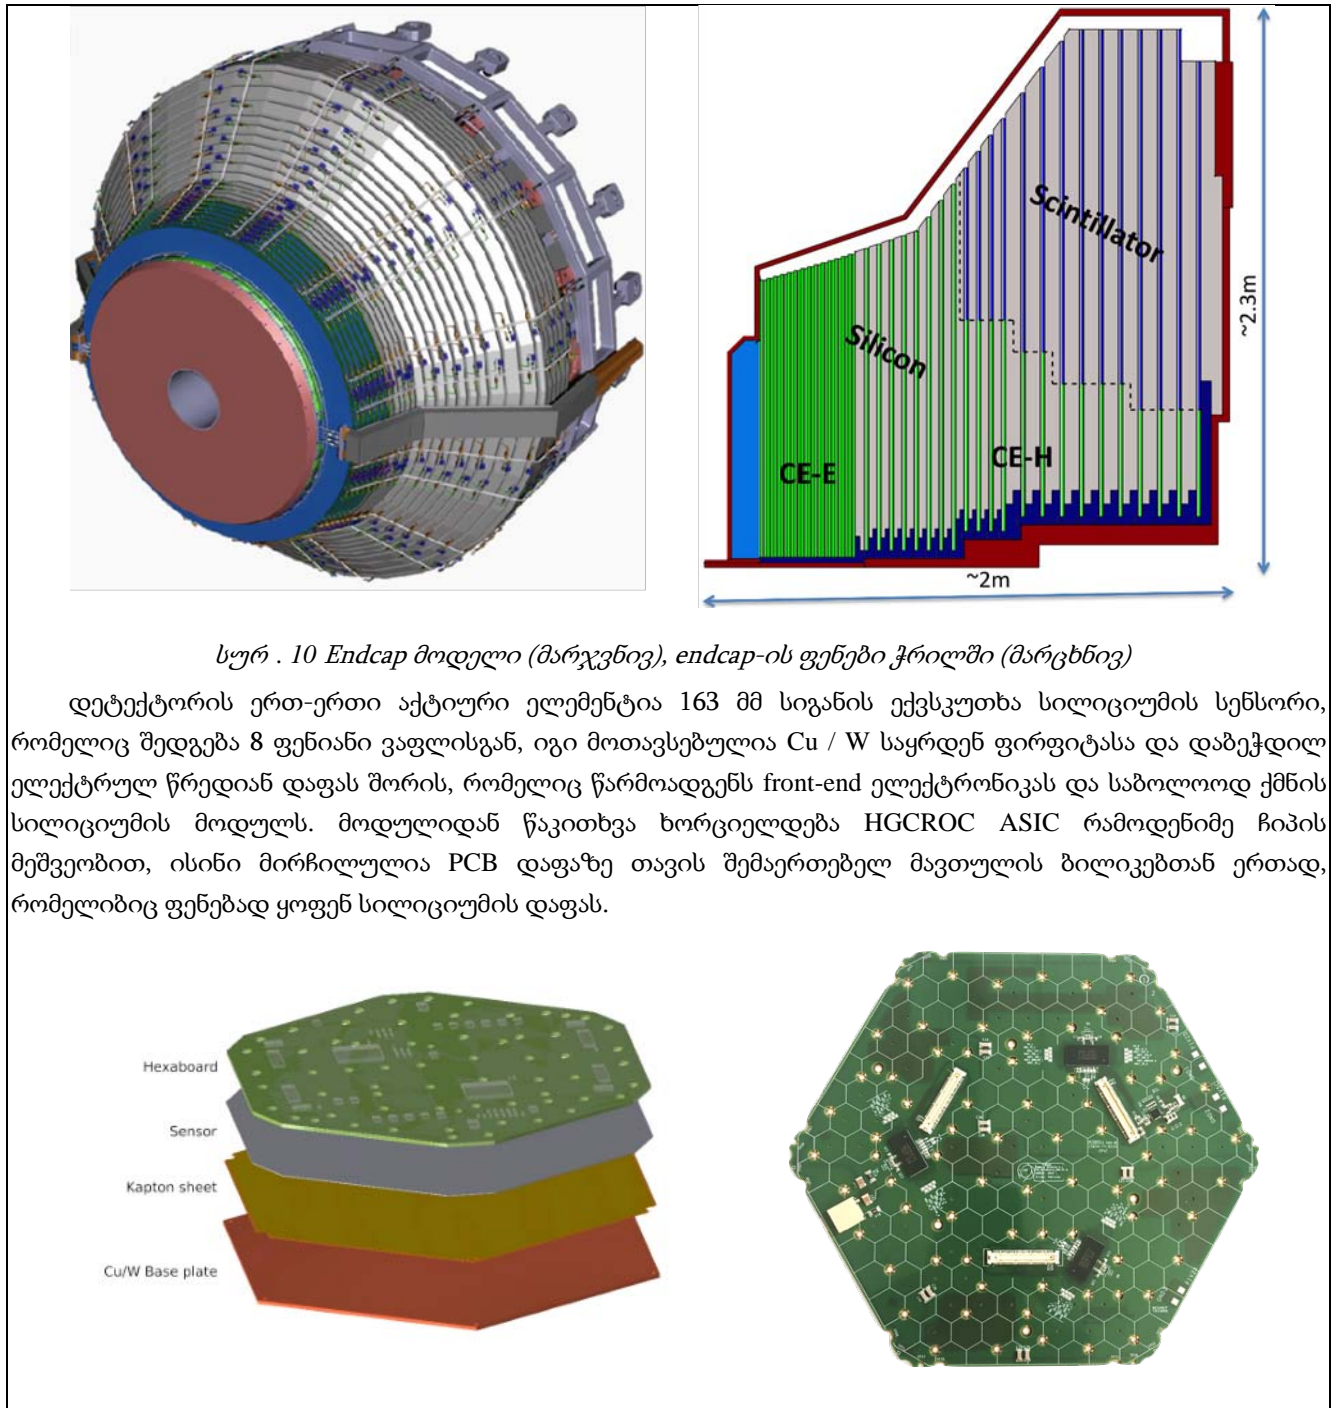 Scintillator
Silicon
CE-E
CE-H
~2.3m
~2m
სურ . 10 Endcap მოდელი (მარჯვნივ), endcap-ის ფენები ჭრილში (მარცხნივ)
დეტექტორის ერთ-ერთი აქტიური ელემენტია 163 მმ სიგანის ექვსკუთხა სილიციუმის სენსორი,
რომელიც შედგება 8 ფენიანი ვაფლისგან, იგი მოთავსებულია Cu / W საყრდენ ფირფიტასა და დაბეჭდილ
ელექტრულ წრედიან დაფას შორის, რომელიც წარმოადგენს front-end ელექტრონიკას და საბოლოოდ ქმნის
სილიციუმის მოდულს. მოდულიდან წაკითხვა ხორციელდება HGCROC ASIC რამოდენიმე ჩიპის
მეშვეობით, ისინი მირჩილულია PCB დაფაზე თავის შემაერთებელ მავთულის ბილიკებთან ერთად,
რომელიბიც ფენებად ყოფენ სილიციუმის დაფას.
Hexaboard
Sensor
Kapton sheet
Cu/W Base plate